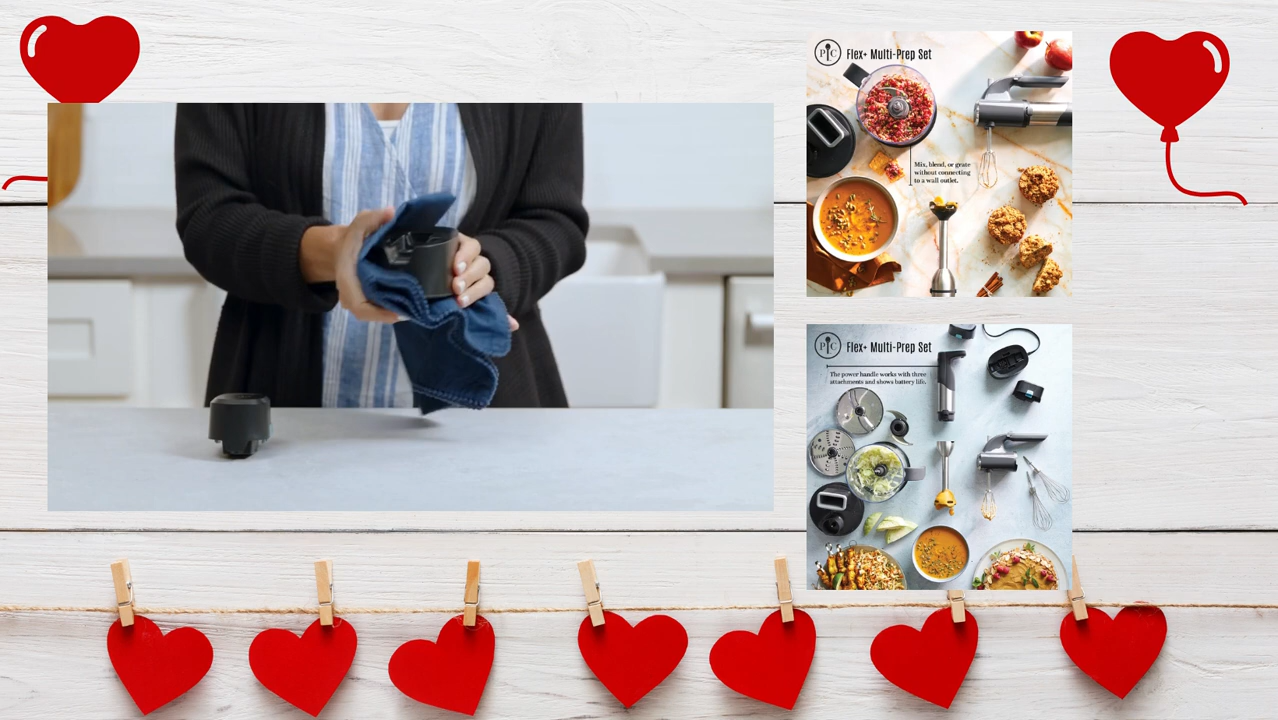 PC Flex+ Multi-Prep Set
Mix, blend, or grate
without connecting
to a wall outlet.
PC Flex+ Multi-Prep Set
The power handle works with three
attachments and shows battery life.